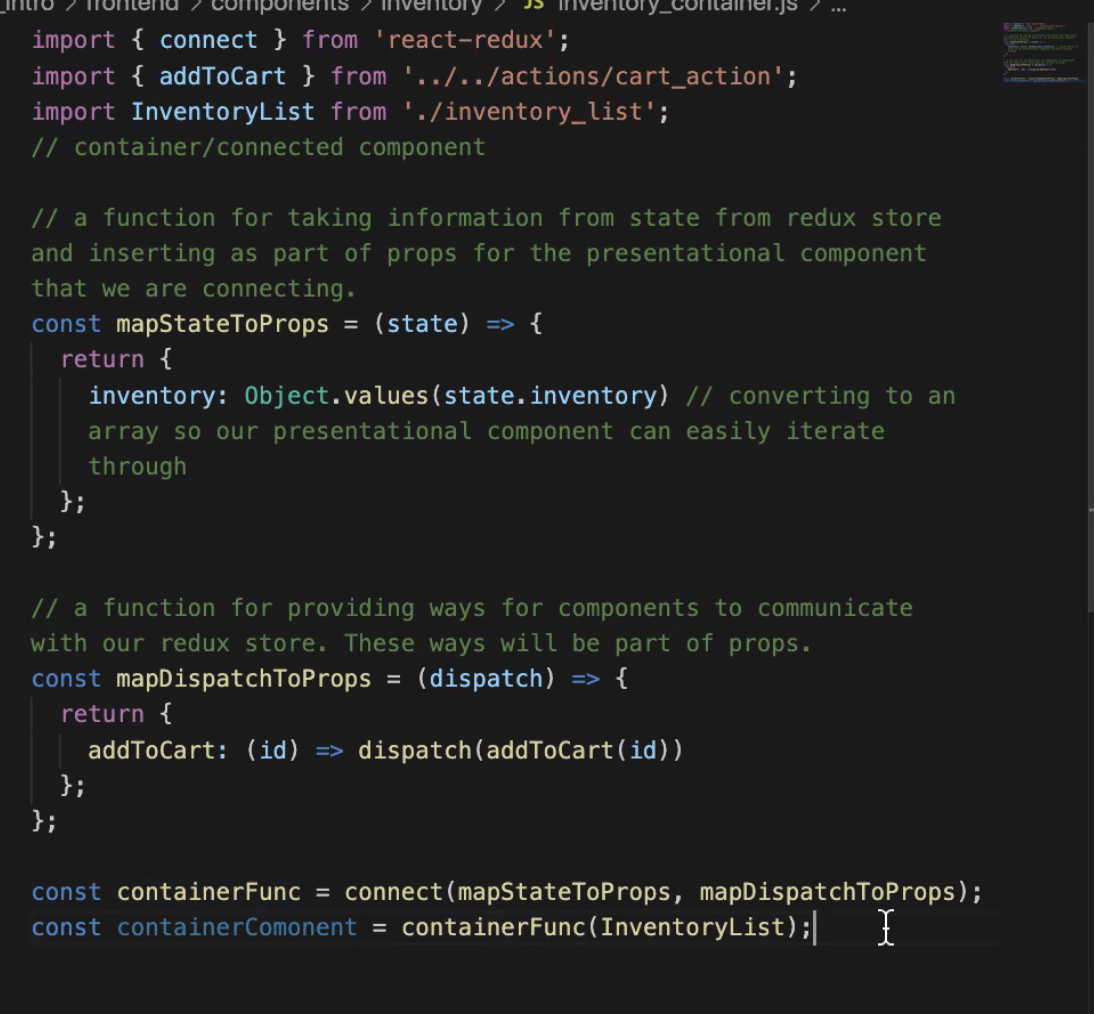 _intro > frontend > components > inventory > JS inventory_container.js > ...
import { connect } from 'react-redux';
import { addToCart } from '../../actions/cart_action';
import InventoryList from './inventory_list';
// container/connected component
// a function for taking information from state from redux store
and inserting as part of props for the presentational component
that we are connecting.
const mapStateToProps = (state) => {
return {
inventory: Object.values(state.inventory) // converting to an
array so our presentational component can easily iterate
through
};
};
// a function for providing ways for components to communicate
with our redux store. These ways will be part of props.
const mapDispatchToProps = (dispatch) => {
return {
addToCart: (id) => dispatch(addToCart(id))
};
};
const containerFunc = connect(mapStateToProps, mapDispatchToProps);
const containerComonent = containerFunc(InventoryList);